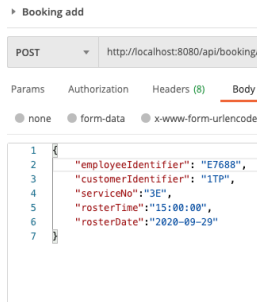 Booking add
POST http://localhost:8080/api/booking
Params Authorization Headers (8) Body
none form-data x-www-form-urlencode
1 {
2 "employeeIdentifier": "E7688",
3 "customerIdentifier": "1TP",
4 "serviceNo":"3E",
5 "rosterTime":"15:00:00",
6 "rosterDate":"2020-09-29"
7 }